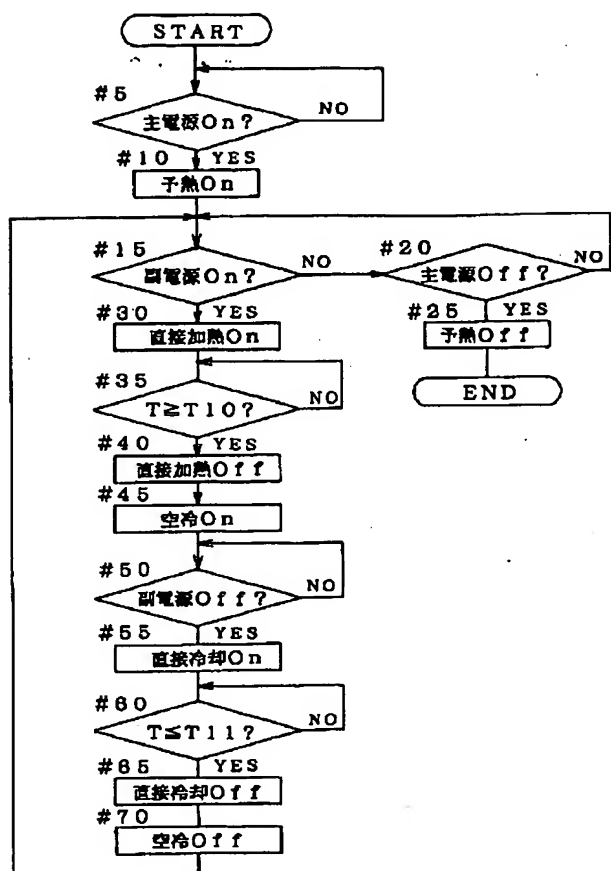 START
#5
主電源On?
NO
#10
YES
予熱On
#15
副電源On?
NO
#20
主電源Off?
NO
#25
YES
予熱Off
END
#30
YES
直接加熱On
#35
T≧T10?
NO
#40
YES
直接加熱Off
#45
空冷On
#50
副電源Off?
NO
#55
YES
直接冷却On
#60
T≦T11?
NO
#65
YES
直接冷却Off
#70
空冷Off